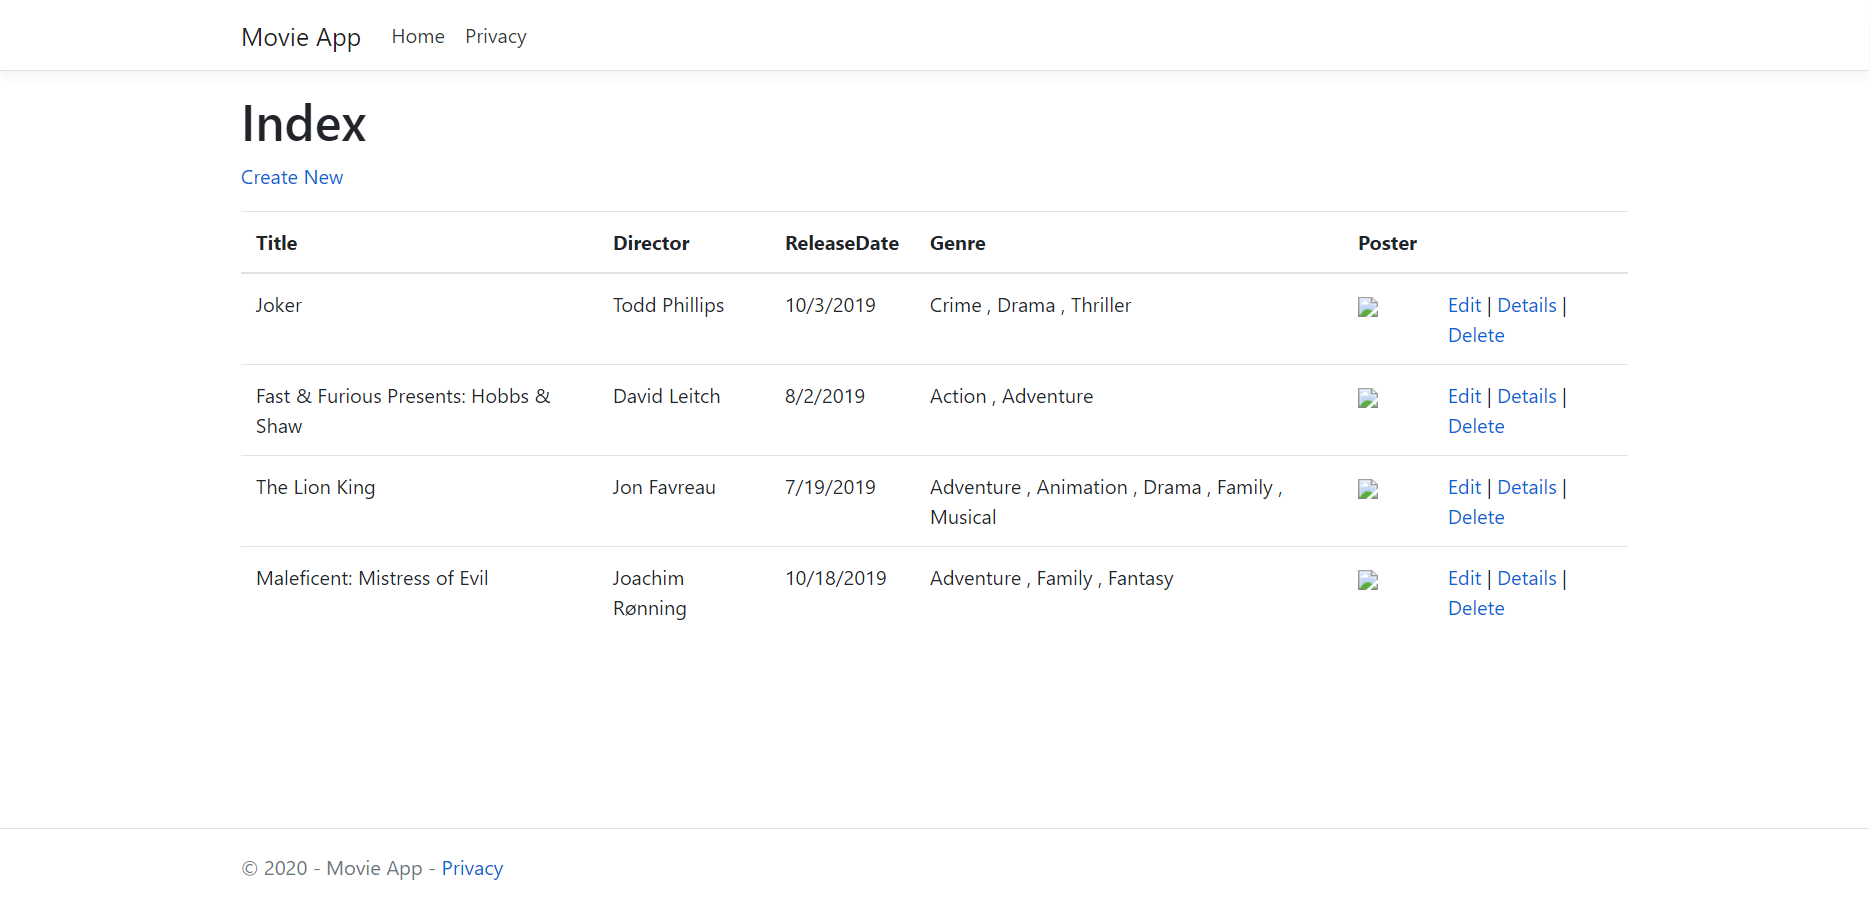 Movie App Home Privacy
Index
Create New
Title Director ReleaseDate Genre Poster
Joker Todd Phillips 10/3/2019 Crime , Drama , Thriller Edit | Details |
Delete
Fast & Furious Presents: Hobbs & David Leitch 8/2/2019 Action , Adventure Edit | Details |
Shaw Delete
The Lion King Jon Favreau 7/19/2019 Adventure , Animation , Drama , Family , Edit | Details |
Musical Delete
Maleficent: Mistress of Evil Joachim 10/18/2019 Adventure , Family , Fantasy Edit | Details |
Rønning Delete
© 2020 - Movie App - Privacy